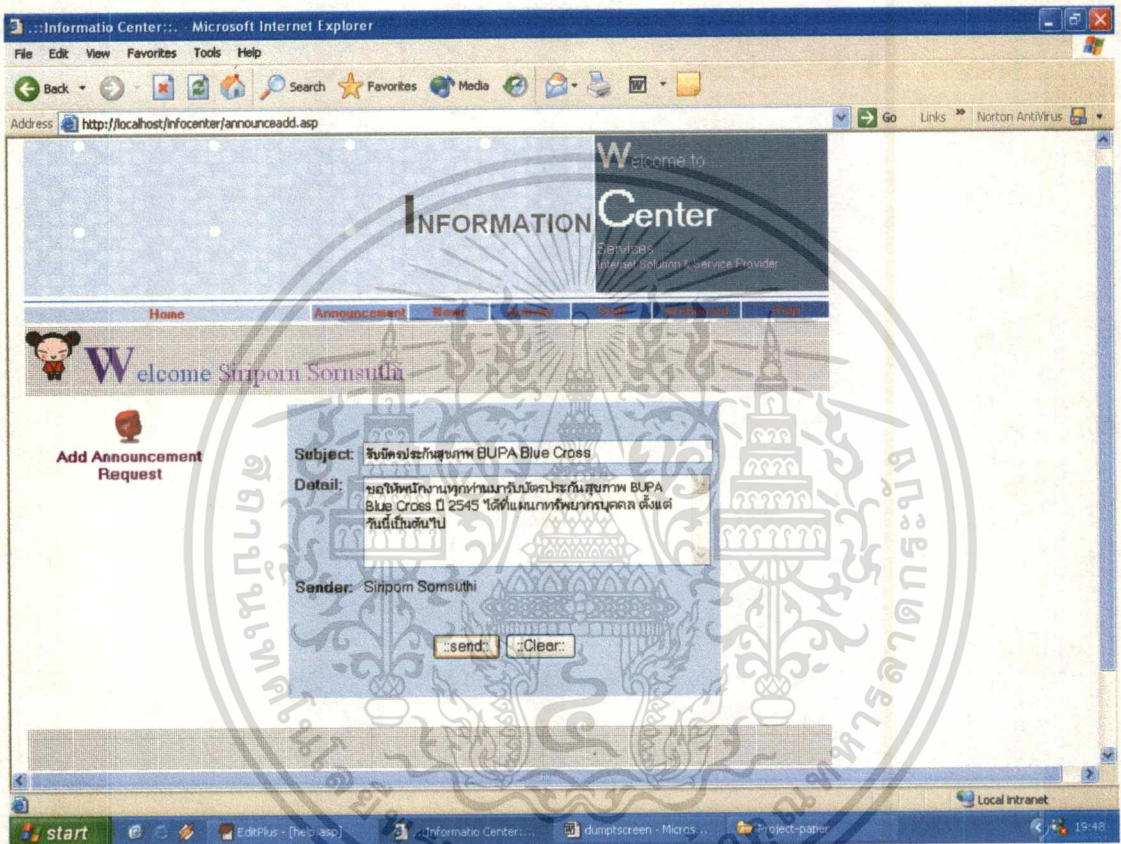 .::Informatio Center::. - Microsoft Internet Explorer
File Edit View Favorites Tools Help
Back Search Favorites Media
Address http://localhost/infocenter/announceadd.asp Go Links Norton AntiVirus
Welcome to ...
INFORMATION Center
Services
Internet Solution & Service Provider
Home Announcement News
Welcome Siriporn Sornsuthi
Add Announcement
Request
Subject: รับบัตรประกันสุขภาพ BUPA Blue Cross
Detail: ขอให้พนักงานทุกท่านมารับบัตรประกันสุขภาพ BUPA
Blue Cross ปี 2545 ได้ที่แผนกทรัพยากรบุคคล ตั้งแต่
วันนี้เป็นต้นไป
Sender: Siriporn Sornsuthi
::send:: ::Clear::
Local intranet
start EditPlus - [help.asp] .::Informatio Center:... dumptscreen - Micros... Project-paper 19:48